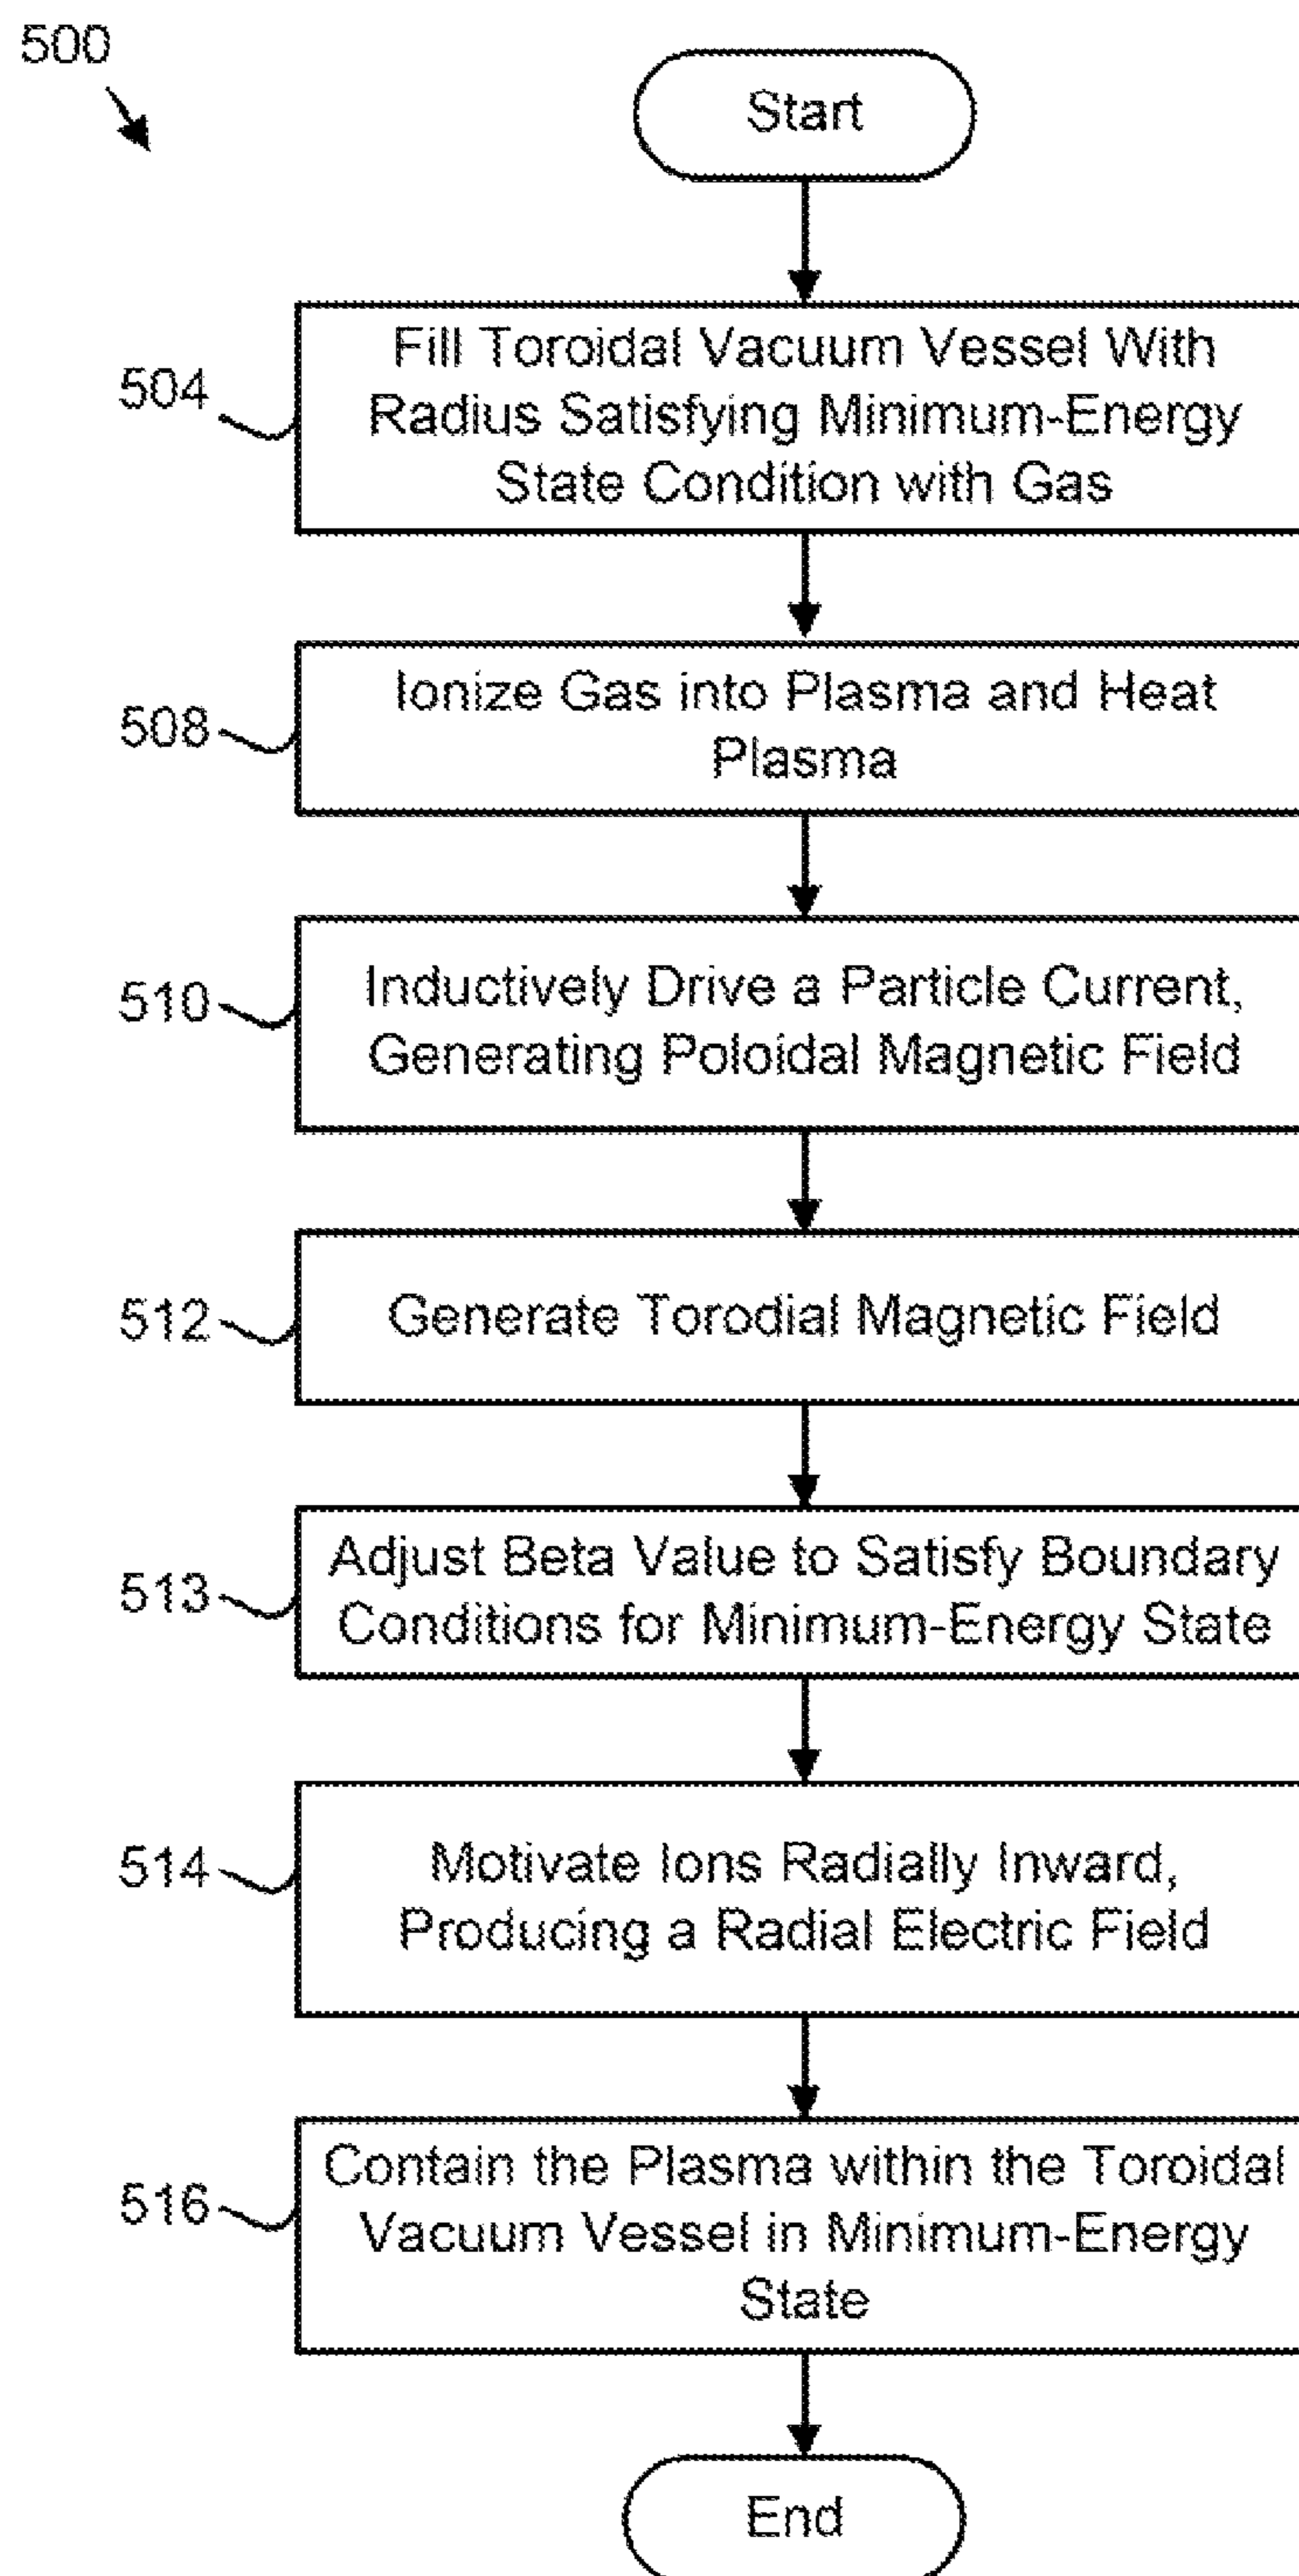 500
Start
504
Fill Toroidal Vacuum Vessel With
Radius Satisfying Minimum-Energy
State Condition with Gas
508
Ionize Gas into Plasma and Heat
Plasma
510
Inductively Drive a Particle Current,
Generating Poloidal Magnetic Field
512
Generate Torodial Magnetic Field
513
Adjust Beta Value to Satisfy Boundary
Conditions for Minimum-Energy State
514
Motivate Ions Radially Inward,
Producing a Radial Electric Field
516
Contain the Plasma within the Toroidal
Vacuum Vessel in Minimum-Energy
State
End